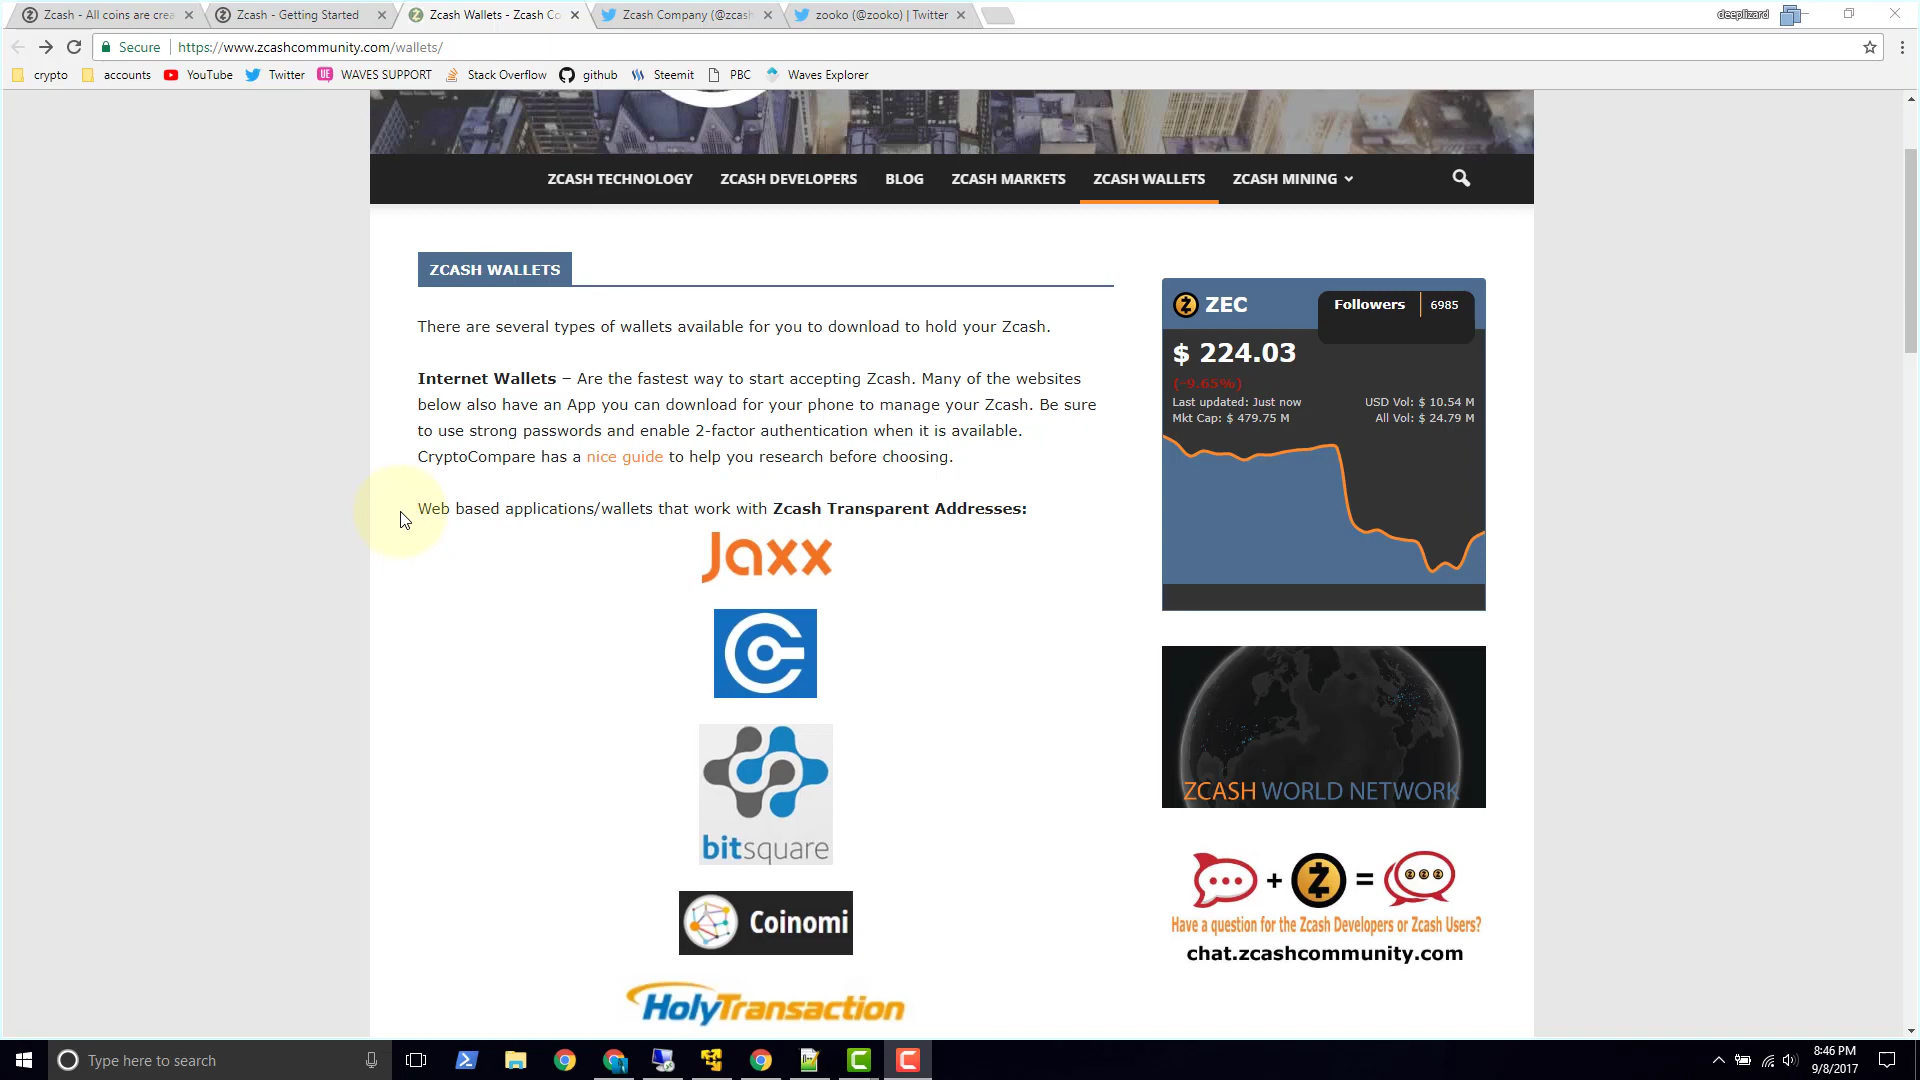 Zcash - All coins are crea
Zcash - Getting Started
Zcash Wallets - Zcash Co
Zcash Company (@zcash
zooko (@zooko) | Twitter
deeplizard
Secure
https://www.zcashcommunity.com/wallets/
crypto
accounts
YouTube
Twitter
WAVES SUPPORT
Stack Overflow
github
Steemit
PBC
Waves Explorer
ZCASH TECHNOLOGY
ZCASH DEVELOPERS
BLOG
ZCASH MARKETS
ZCASH WALLETS
ZCASH MINING
ZCASH WALLETS
There are several types of wallets available for you to download to hold your Zcash.
Internet Wallets – Are the fastest way to start accepting Zcash. Many of the websites
below also have an App you can download for your phone to manage your Zcash. Be sure
to use strong passwords and enable 2-factor authentication when it is available.
CryptoCompare has a nice guide to help you research before choosing.
Web based applications/wallets that work with Zcash Transparent Addresses:
Jaxx
bitsquare
Coinomi
HolyTransaction
ZEC
Followers 6985
$ 224.03
(-9.65%)
Last updated: Just now
USD Vol: $ 10.54 M
Mkt Cap: $ 479.75 M
All Vol: $ 24.79 M
ZCASH WORLD NETWORK
+ =
Have a question for the Zcash Developers or Zcash Users?
chat.zcashcommunity.com
Type here to search
8:46 PM
9/8/2017